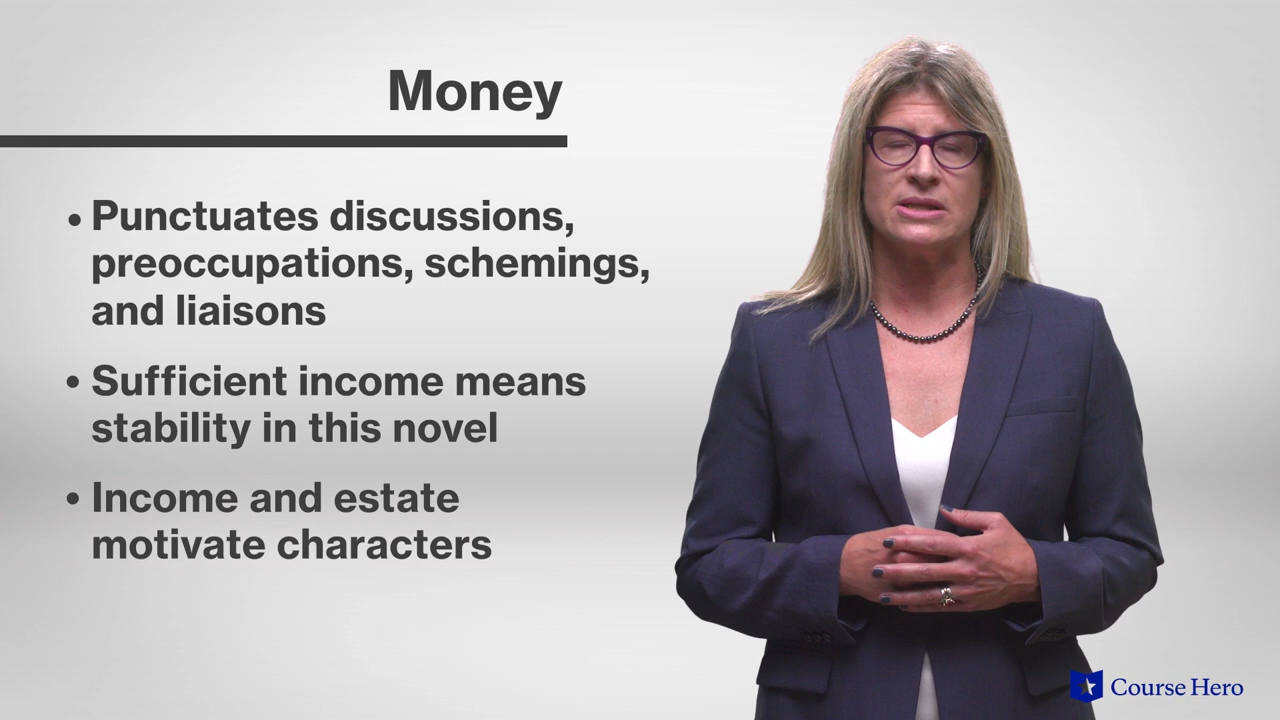 Money
• Punctuates discussions,
preoccupations, schemings,
and liaisons
• Sufficient income means
stability in this novel
• Income and estate
motivate characters
Course Hero